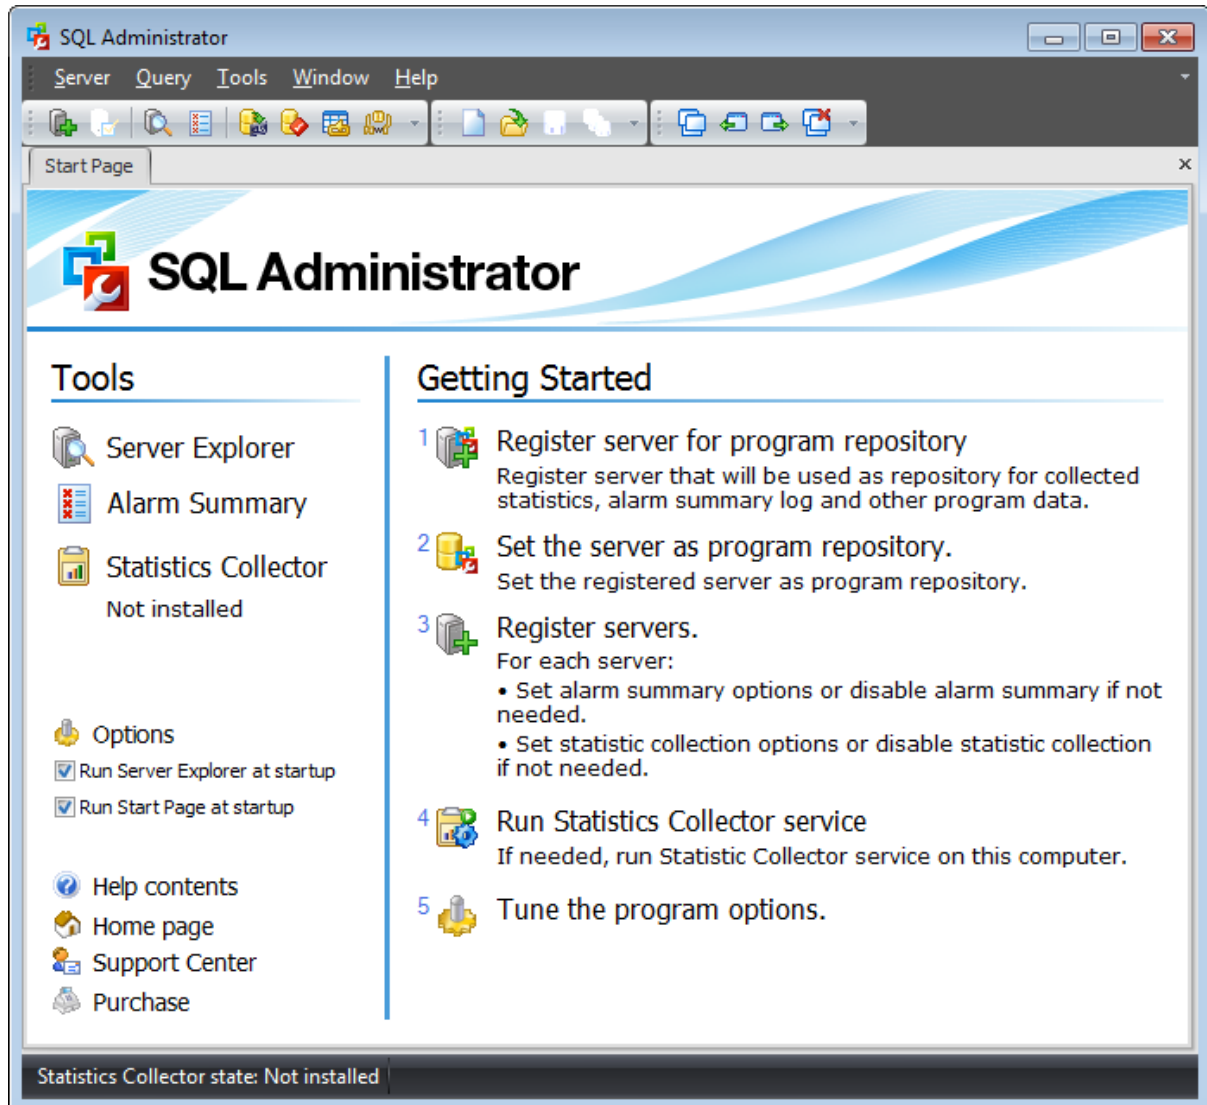 SQL Administrator
Server Query Tools Window Help
Start Page
SQL Administrator
Tools
Server Explorer
Alarm Summary
Statistics Collector
Not installed
Options
Run Server Explorer at startup
Run Start Page at startup
Help contents
Home page
Support Center
Purchase
Getting Started
1 Register server for program repository
Register server that will be used as repository for collected
statistics, alarm summary log and other program data.
2 Set the server as program repository.
Set the registered server as program repository.
3 Register servers.
For each server:
• Set alarm summary options or disable alarm summary if not
needed.
• Set statistic collection options or disable statistic collection
if not needed.
4 Run Statistics Collector service
If needed, run Statistic Collector service on this computer.
5 Tune the program options.
Statistics Collector state: Not installed